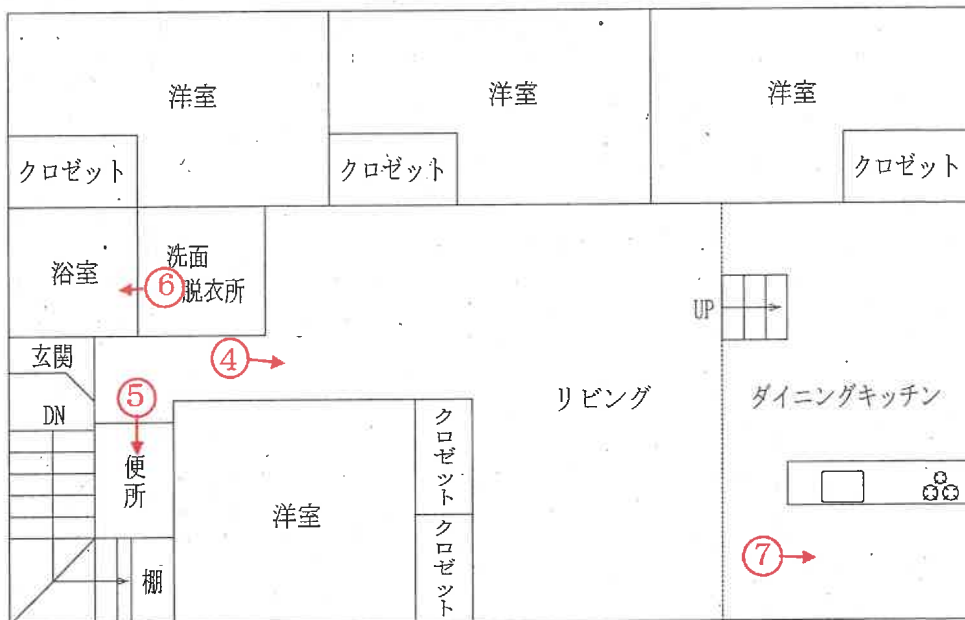 洋室
洋室
洋室
クロゼット
クロゼット
クロゼット
浴室
⑥
洗面
脱衣所
UP
玄関
④
リビング
ダイニングキッチン
DN
⑤
便所
洋室
クロゼット
クロゼット
⑦
棚